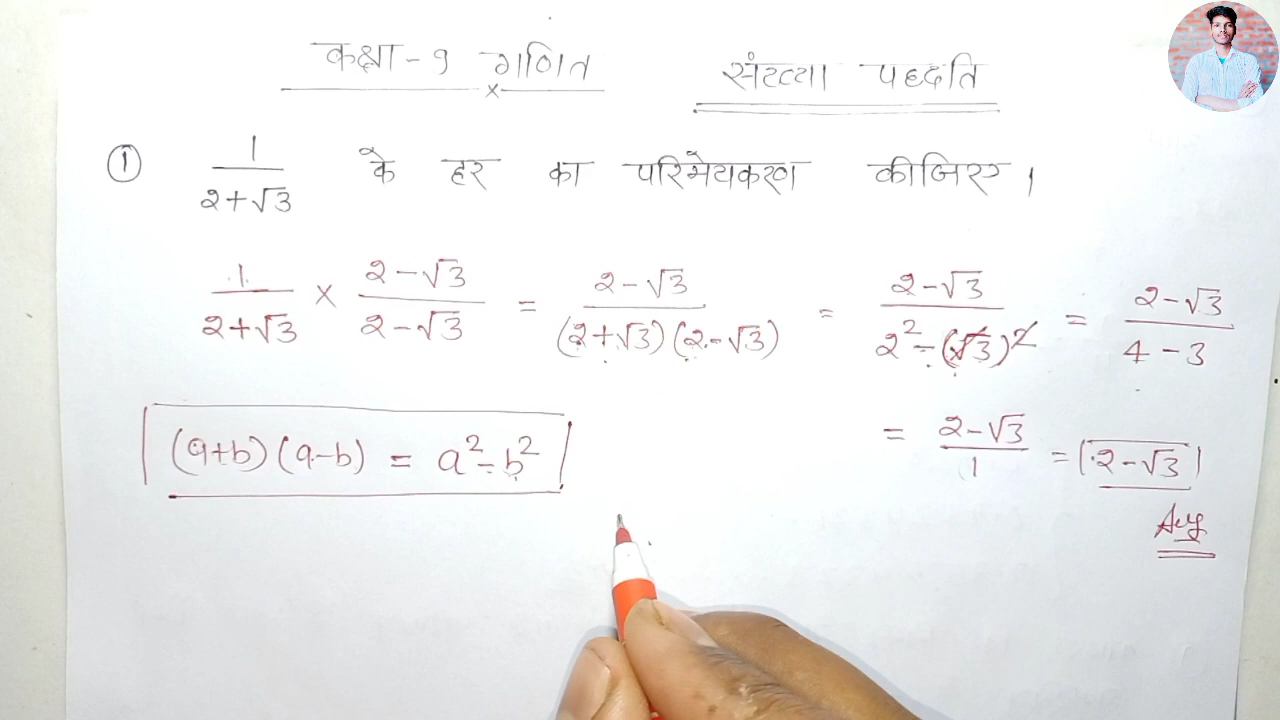 कक्षा - 9 गणित
संख्या पद्धति
① 1/(2+√3) के हर का परिमेयकरण कीजिए।
1/(2+√3) × (2-√3)/(2-√3) = (2-√3)/((2+√3)(2-√3)) = (2-√3)/(2²-(√3)²) = (2-√3)/(4-3)
= (2-√3)/1 = 2-√3
(a+b)(a-b) = a²-b²
Ans